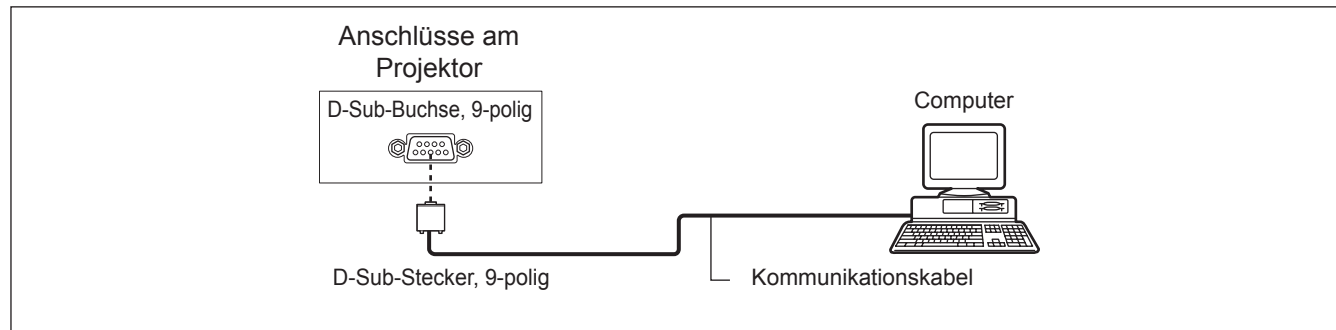 Anschlüsse am
Projektor
D-Sub-Buchse, 9-polig
Computer
D-Sub-Stecker, 9-polig
Kommunikationskabel